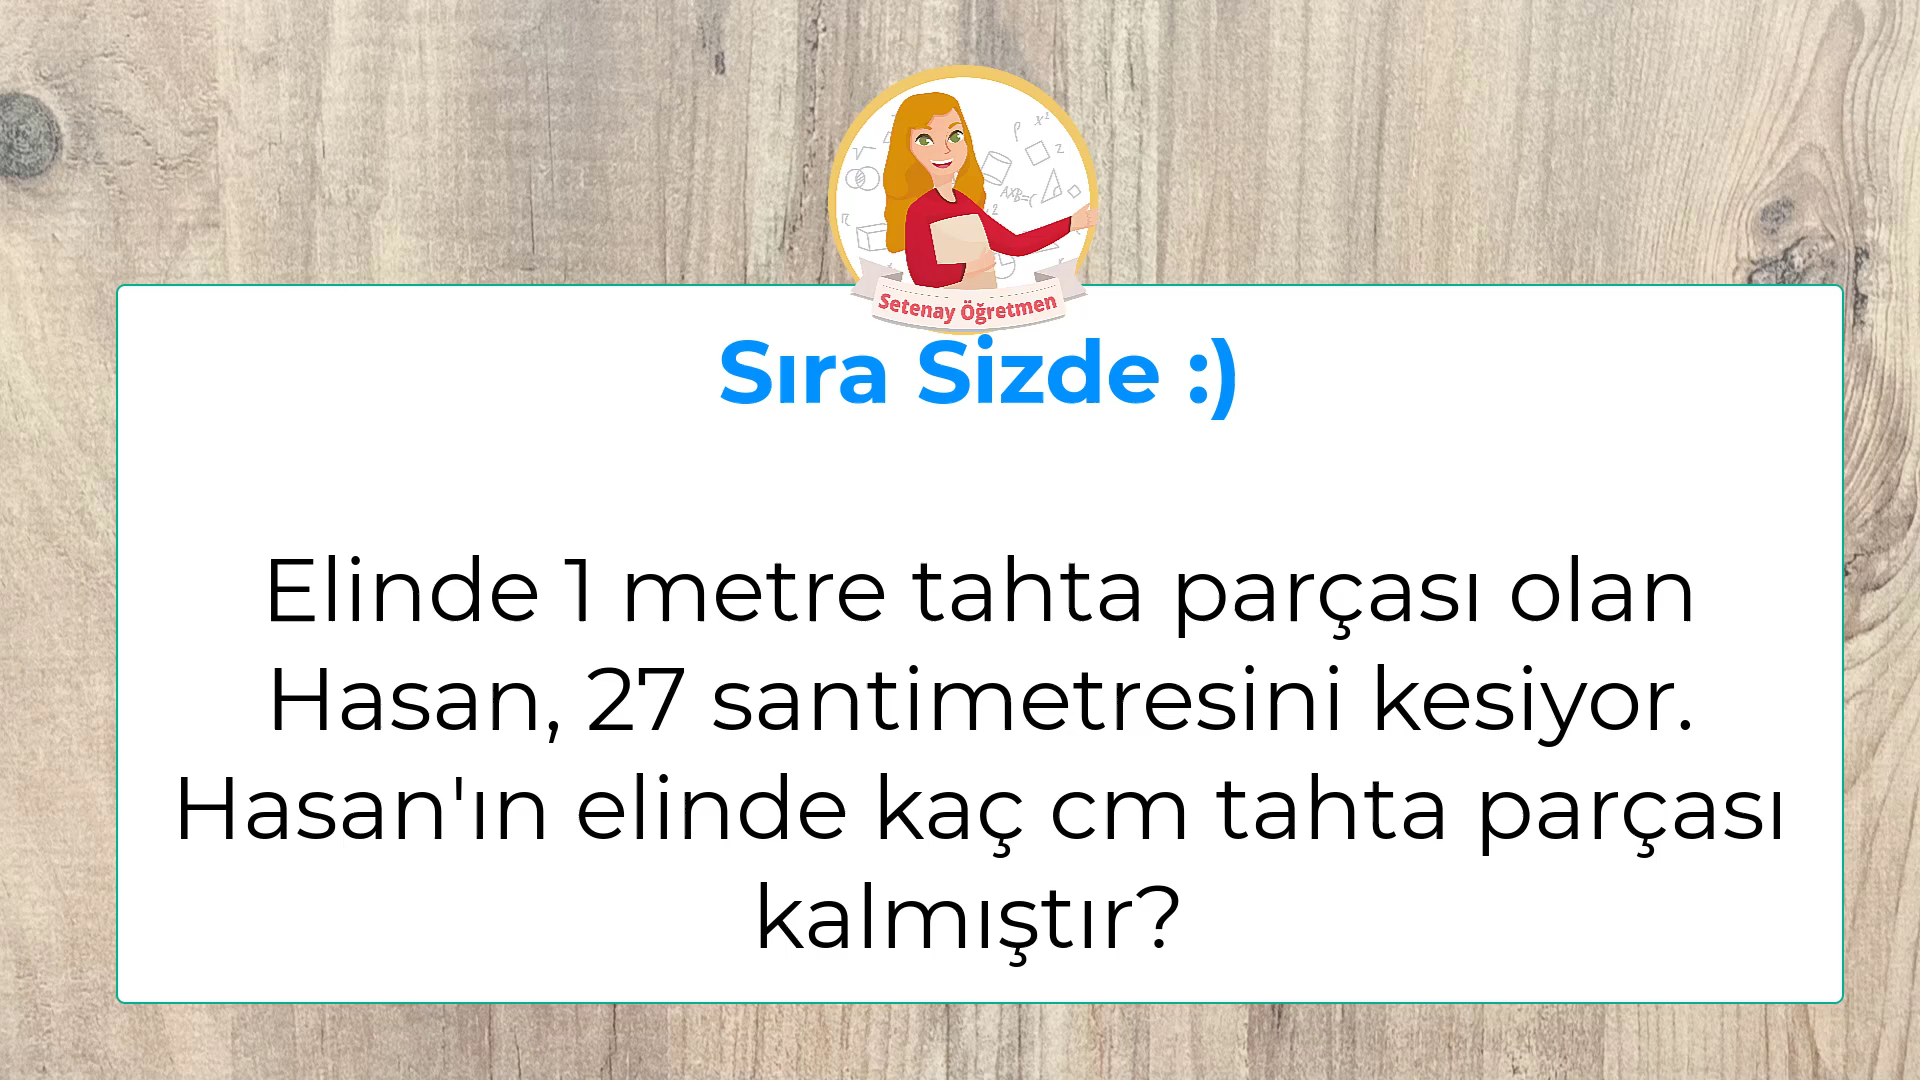 Setenay Öğretmen
Sıra Sizde :)
Elinde 1 metre tahta parçası olan
Hasan, 27 santimetresini kesiyor.
Hasan'ın elinde kaç cm tahta parçası
kalmıştır?